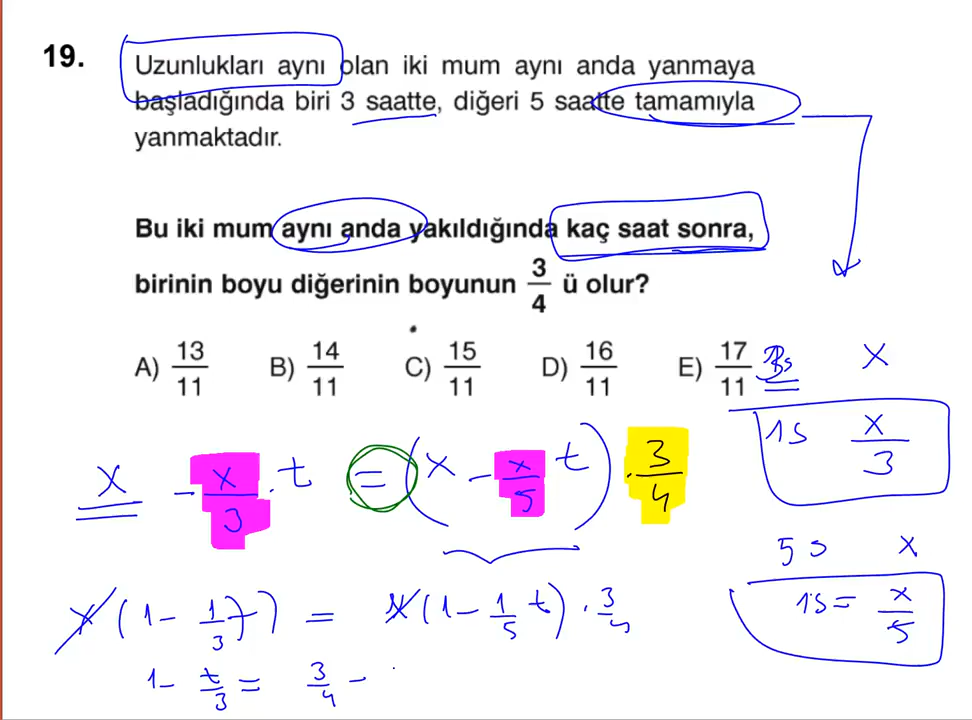 19. Uzunlukları aynı olan iki mum aynı anda yanmaya
başladığında biri 3 saatte, diğeri 5 saatte tamamıyla
yanmaktadır.
Bu iki mum aynı anda yakıldığında kaç saat sonra,
birinin boyu diğerinin boyunun 3/4 ü olur?
A) 13/11 B) 14/11 C) 15/11 D) 16/11 E) 17/11
x
1s x/3
x - x/3 . t = (x - x/5 t) . 3/4
5s x
1s = x/5
x(1 - 1/3 t) = x(1 - 1/5 t) . 3/4
1 - t/3 = 3/4 -